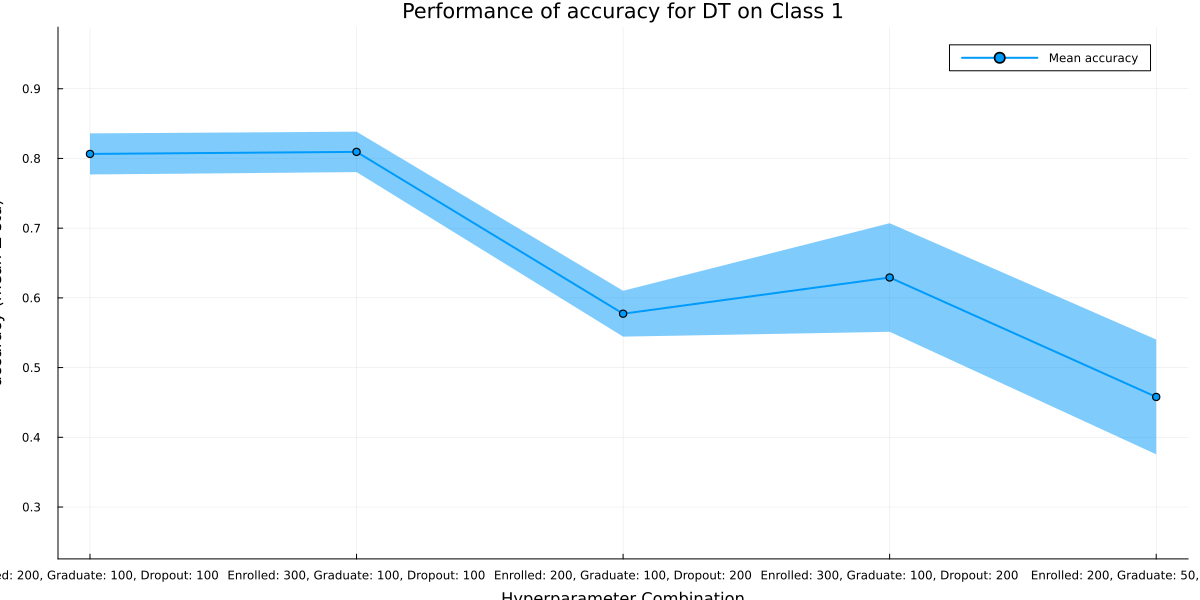 Performance of accuracy for DT on Class 1
Mean accuracy
0.9
0.8
0.7
0.6
0.5
0.4
0.3
200, Graduate: 100, Dropout: 100
Enrolled: 300, Graduate: 100, Dropout: 100
Enrolled: 200, Graduate: 100, Dropout: 200
Enrolled: 300, Graduate: 100, Dropout: 200
Enrolled: 200, Graduate: 50,
Hyperparameter Combination